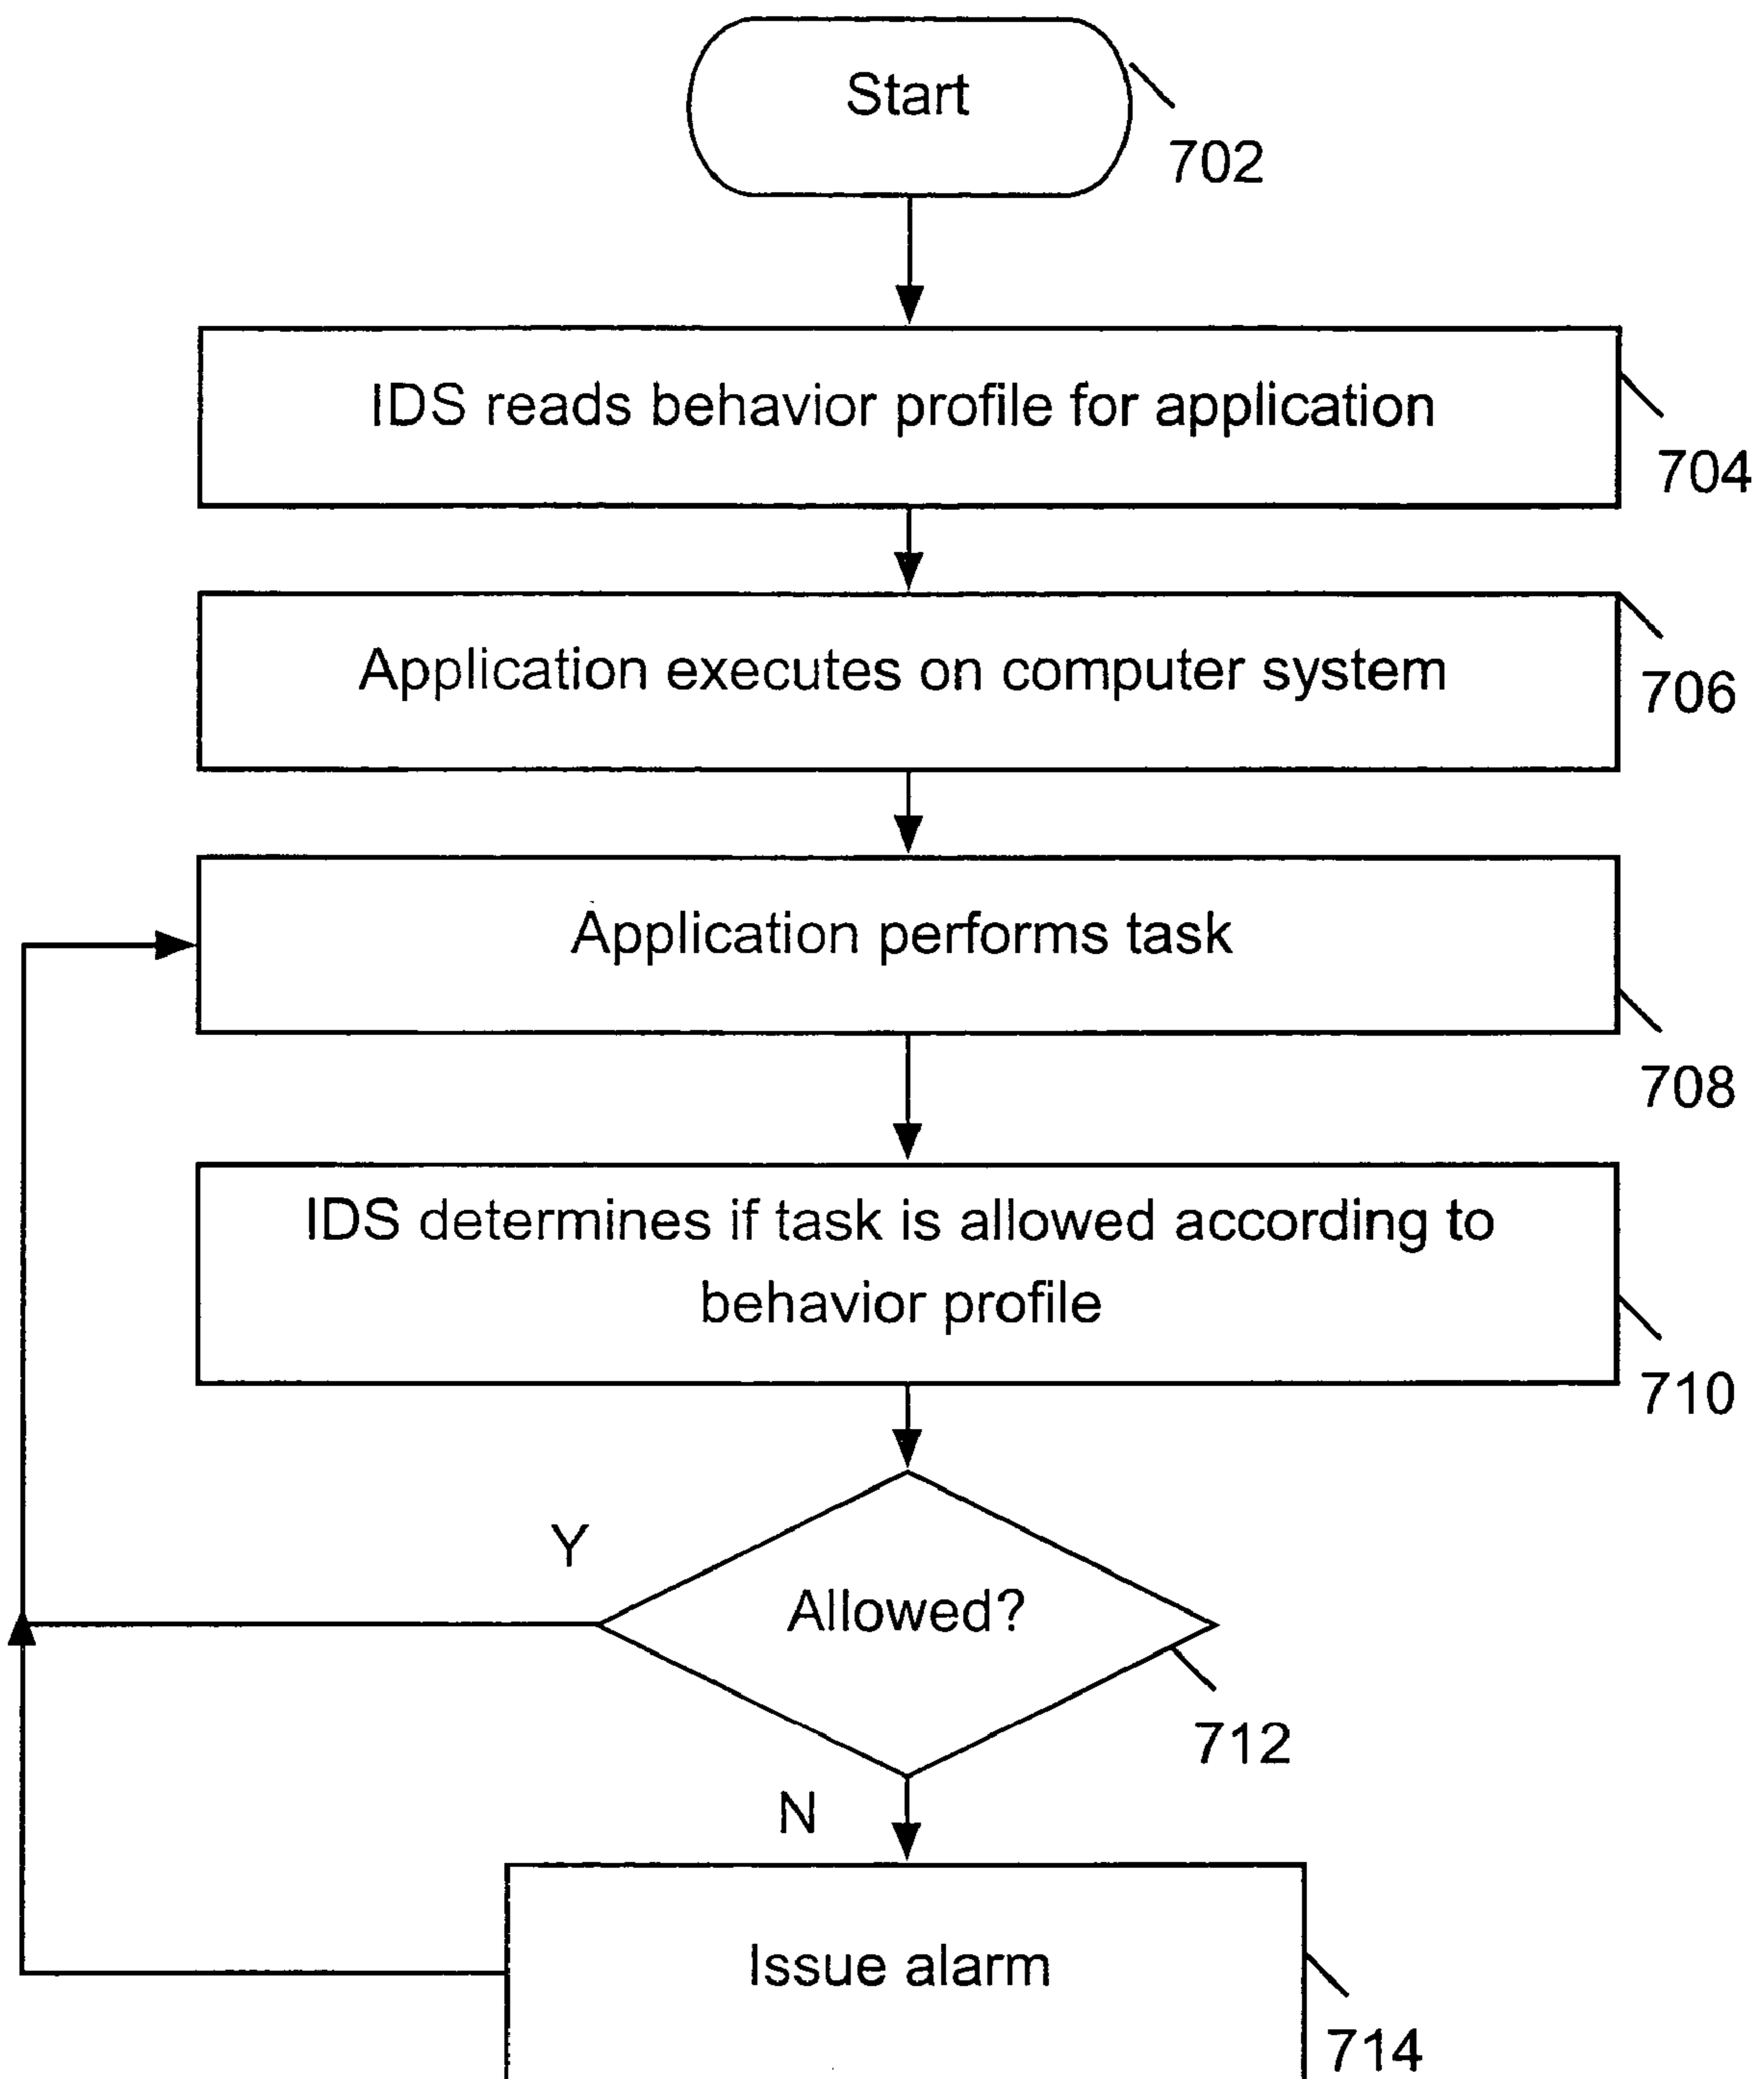 Start
702
IDS reads behavior profile for application
704
Application executes on computer system
706
Application performs task
708
IDS determines if task is allowed according to
behavior profile
710
Y
Allowed?
712
N
Issue alarm
714